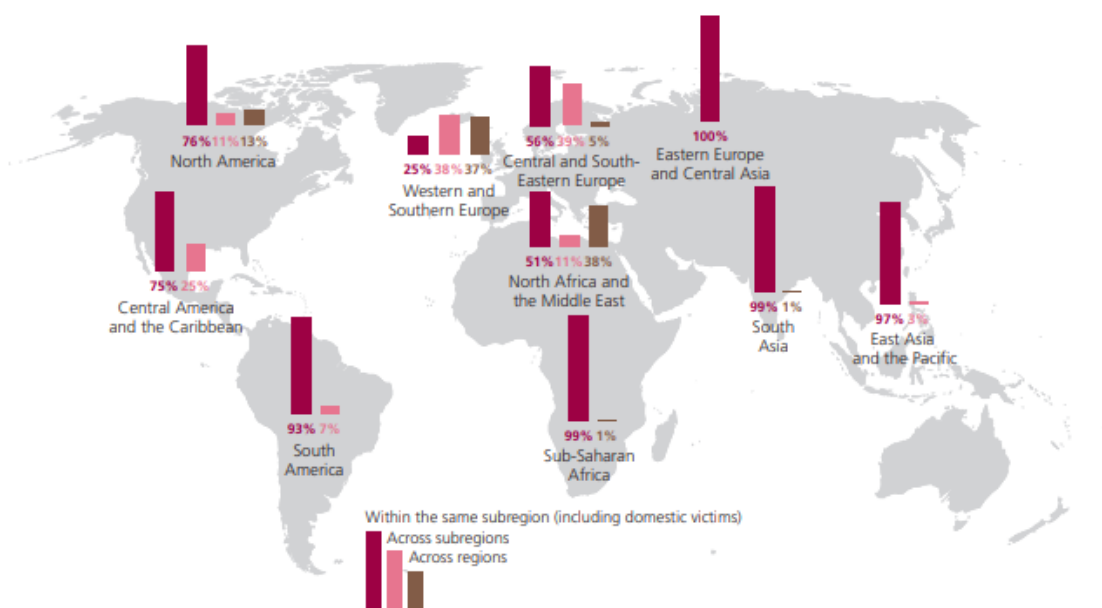 76% 11% 13%
North America
25% 38% 37%
Western and
Southern Europe
56% 39% 5%
Central and South-
Eastern Europe
100%
Eastern Europe
and Central Asia
75% 25%
Central America
and the Caribbean
51% 11% 38%
North Africa and
the Middle East
99% 1%
South
Asia
97% 3%
East Asia
and the Pacific
93% 7%
South
America
99% 1%
Sub-Saharan
Africa
Within the same subregion (including domestic victims)
Across subregions
Across regions